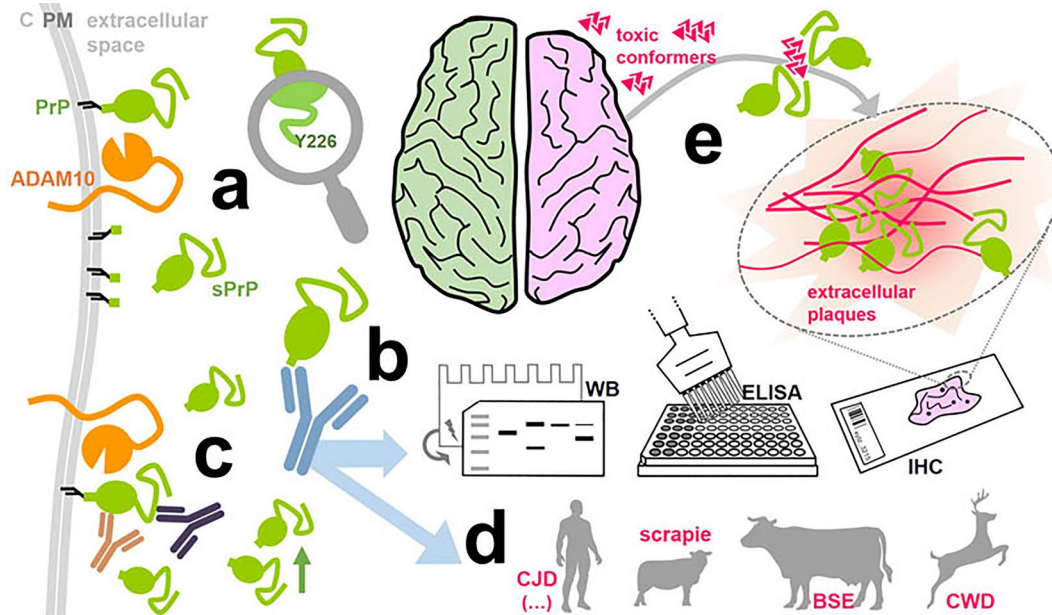 C PM extracellular
space
PrP
ADAM10
a
Y226
sPrP
toxic
conformers
e
extracellular
plaques
b
WB
ELISA
IHC
c
d
CJD
(...)
scrapie
BSE
CWD